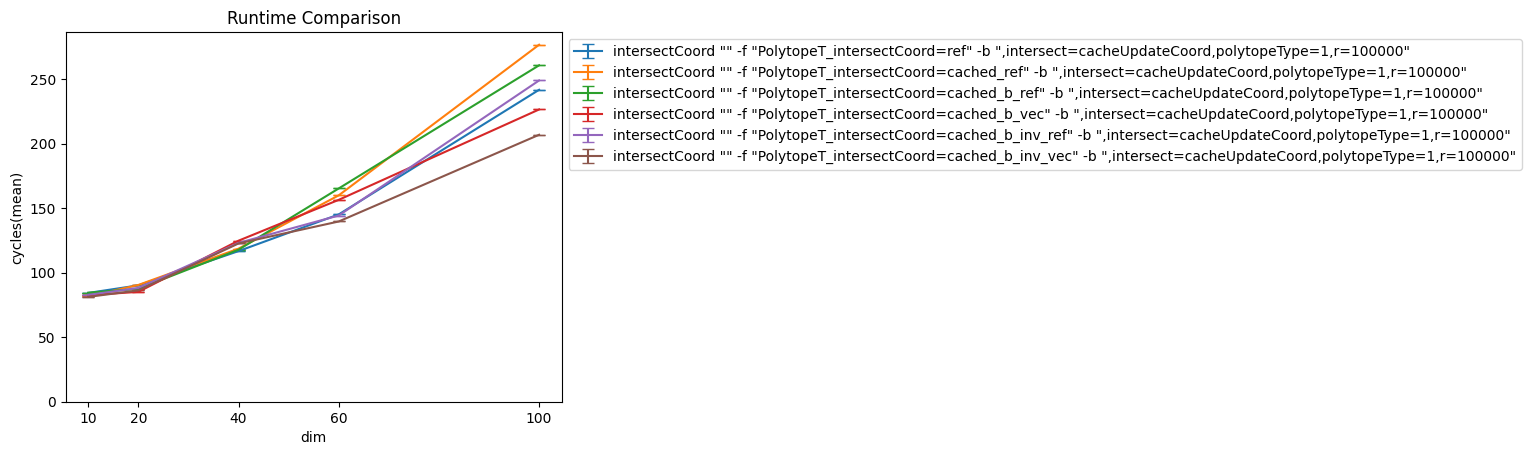 Runtime Comparison
cycles(mean)
250
200
150
100
50
0
10 20 40 60 100
dim
intersectCoord "" -f "PolytopeT_intersectCoord=ref" -b ",intersect=cacheUpdateCoord,polytopeType=1,r=100000"
intersectCoord "" -f "PolytopeT_intersectCoord=cached_ref" -b ",intersect=cacheUpdateCoord,polytopeType=1,r=100000"
intersectCoord "" -f "PolytopeT_intersectCoord=cached_b_ref" -b ",intersect=cacheUpdateCoord,polytopeType=1,r=100000"
intersectCoord "" -f "PolytopeT_intersectCoord=cached_b_vec" -b ",intersect=cacheUpdateCoord,polytopeType=1,r=100000"
intersectCoord "" -f "PolytopeT_intersectCoord=cached_b_inv_ref" -b ",intersect=cacheUpdateCoord,polytopeType=1,r=100000"
intersectCoord "" -f "PolytopeT_intersectCoord=cached_b_inv_vec" -b ",intersect=cacheUpdateCoord,polytopeType=1,r=100000"